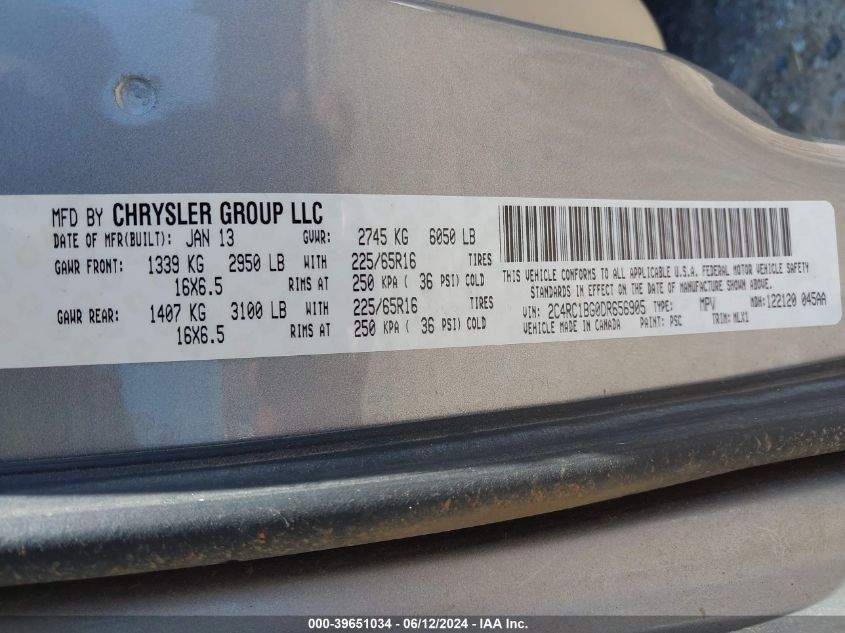 MFD BY CHRYSLER GROUP LLC
DATE OF MFR(BUILT): JAN 13 GVWR: 2745 KG 6050 LB
GAWR FRONT: 1339 KG 2950 LB WITH 225/65R16 TIRES
16X6.5 RIMS AT 250 KPA ( 36 PSI) COLD
GAWR REAR: 1407 KG 3100 LB WITH 225/65R16 TIRES
16X6.5 RIMS AT 250 KPA ( 36 PSI) COLD
THIS VEHICLE CONFORMS TO ALL APPLICABLE U.S.A. FEDERAL MOTOR VEHICLE SAFETY
STANDARDS IN EFFECT ON THE DATE OF MANUFACTURE SHOWN ABOVE.
VIN: 2C4RC1BG0DR656905 TYPE: MPV MDH: 122120 045AA
VEHICLE MADE IN CANADA PAINT: PSC TRIM: MLX1
000-39651034 - 06/12/2024 - IAA Inc.